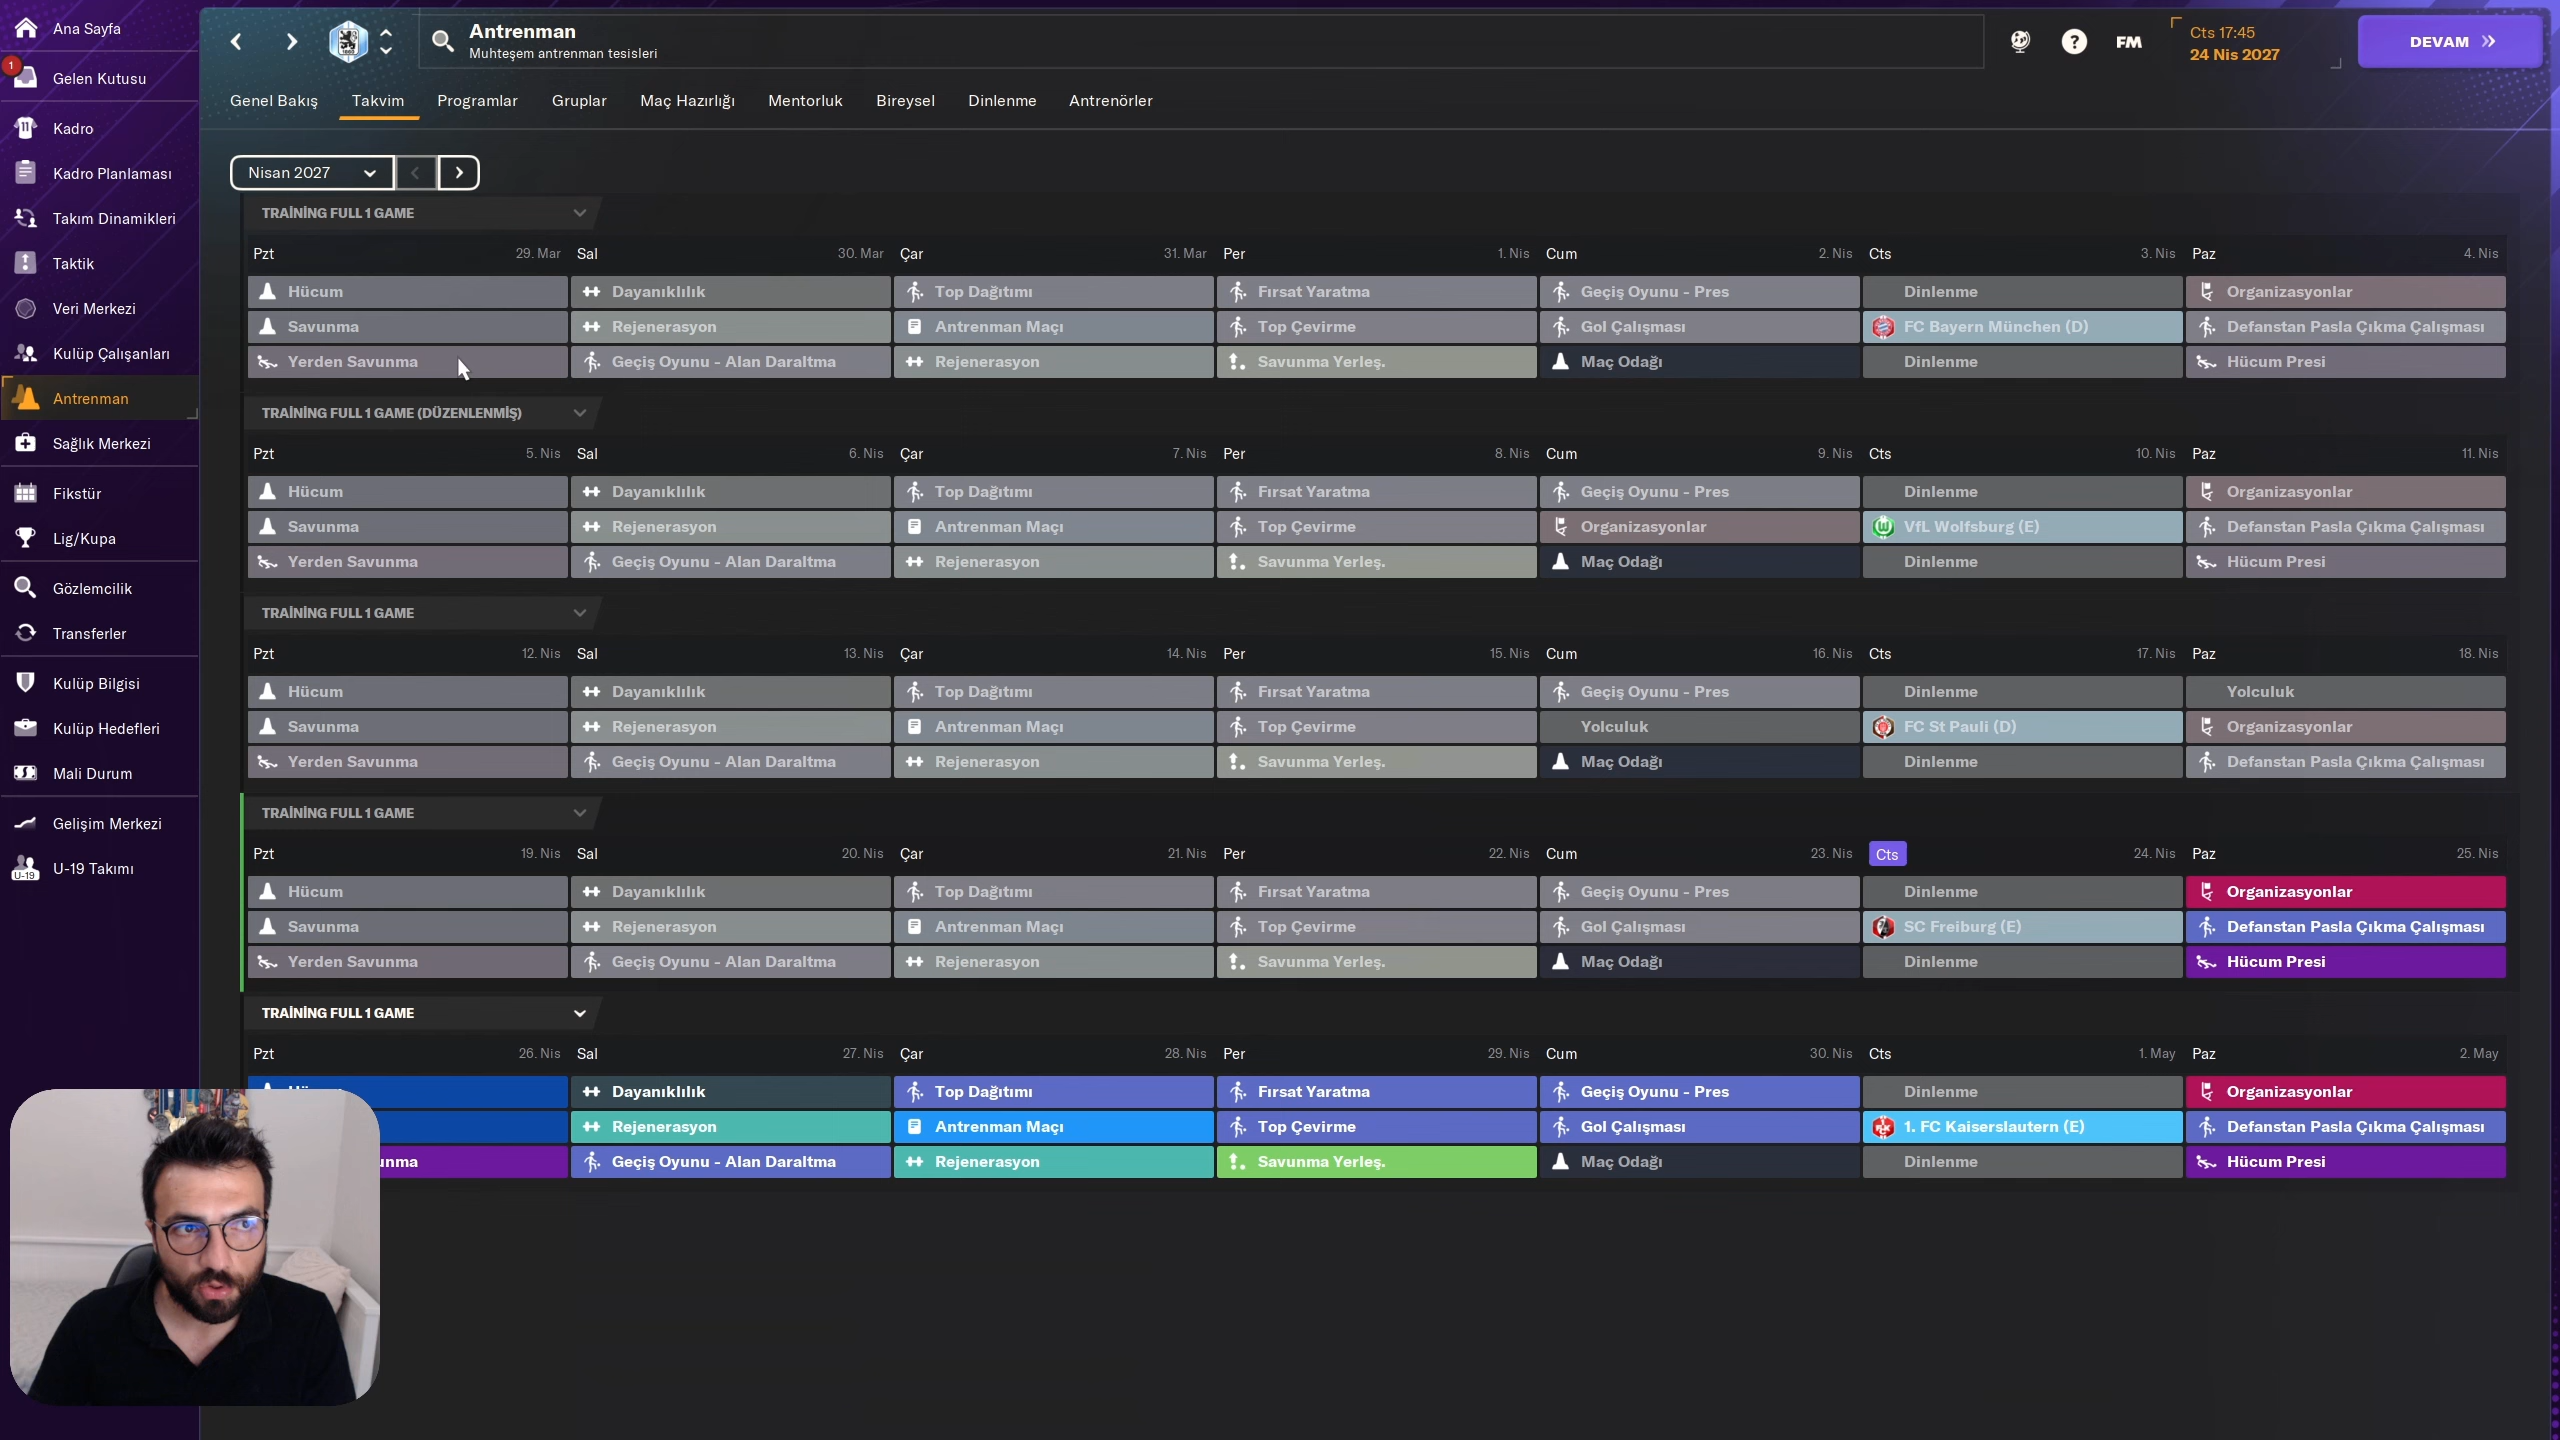 Ana Sayfa
1
Gelen Kutusu
Kadro
Kadro Planlaması
Takım Dinamikleri
Taktik
Veri Merkezi
Kulüp Çalışanları
Antrenman
Sağlık Merkezi
Fikstür
Lig/Kupa
Gözlemcilik
Transferler
Kulüp Bilgisi
Kulüp Hedefleri
Mali Durum
Gelişim Merkezi
U-19 U-19 Takımı
Antrenman
Muhteşem antrenman tesisleri
? FM
Cts 17:45
24 Nis 2027
DEVAM
Genel Bakış Takvim Programlar Gruplar Maç Hazırlığı Mentorluk Bireysel Dinlenme Antrenörler
Nisan 2027
TRAİNİNG FULL 1 GAME
Pzt 29. Mar Sal 30. Mar Çar 31. Mar Per 1. Nis Cum 2. Nis Cts 3. Nis Paz 4. Nis
Hücum Dayanıklılık Top Dağıtımı Fırsat Yaratma Geçiş Oyunu - Pres Dinlenme Organizasyonlar
Savunma Rejenerasyon Antrenman Maçı Top Çevirme Gol Çalışması FC Bayern München (D) Defanstan Pasla Çıkma Çalışması
Yerden Savunma Geçiş Oyunu - Alan Daraltma Rejenerasyon Savunma Yerleş. Maç Odağı Dinlenme Hücum Presi
TRAİNİNG FULL 1 GAME (DÜZENLENMİŞ)
Pzt 5. Nis Sal 6. Nis Çar 7. Nis Per 8. Nis Cum 9. Nis Cts 10. Nis Paz 11. Nis
Hücum Dayanıklılık Top Dağıtımı Fırsat Yaratma Geçiş Oyunu - Pres Dinlenme Organizasyonlar
Savunma Rejenerasyon Antrenman Maçı Top Çevirme Organizasyonlar VfL Wolfsburg (E) Defanstan Pasla Çıkma Çalışması
Yerden Savunma Geçiş Oyunu - Alan Daraltma Rejenerasyon Savunma Yerleş. Maç Odağı Dinlenme Hücum Presi
TRAİNİNG FULL 1 GAME
Pzt 12. Nis Sal 13. Nis Çar 14. Nis Per 15. Nis Cum 16. Nis Cts 17. Nis Paz 18. Nis
Hücum Dayanıklılık Top Dağıtımı Fırsat Yaratma Geçiş Oyunu - Pres Dinlenme Yolculuk
Savunma Rejenerasyon Antrenman Maçı Top Çevirme Yolculuk FC St Pauli (D) Organizasyonlar
Yerden Savunma Geçiş Oyunu - Alan Daraltma Rejenerasyon Savunma Yerleş. Maç Odağı Dinlenme Defanstan Pasla Çıkma Çalışması
TRAİNİNG FULL 1 GAME
Pzt 19. Nis Sal 20. Nis Çar 21. Nis Per 22. Nis Cum 23. Nis Cts 24. Nis Paz 25. Nis
Hücum Dayanıklılık Top Dağıtımı Fırsat Yaratma Geçiş Oyunu - Pres Dinlenme Organizasyonlar
Savunma Rejenerasyon Antrenman Maçı Top Çevirme Gol Çalışması SC Freiburg (E) Defanstan Pasla Çıkma Çalışması
Yerden Savunma Geçiş Oyunu - Alan Daraltma Rejenerasyon Savunma Yerleş. Maç Odağı Dinlenme Hücum Presi
TRAİNİNG FULL 1 GAME
Pzt 26. Nis Sal 27. Nis Çar 28. Nis Per 29. Nis Cum 30. Nis Cts 1. May Paz 2. May
Dayanıklılık Top Dağıtımı Fırsat Yaratma Geçiş Oyunu - Pres Dinlenme Organizasyonlar
Rejenerasyon Antrenman Maçı Top Çevirme Gol Çalışması 1. FC Kaiserslautern (E) Defanstan Pasla Çıkma Çalışması
unma Geçiş Oyunu - Alan Daraltma Rejenerasyon Savunma Yerleş. Maç Odağı Dinlenme Hücum Presi